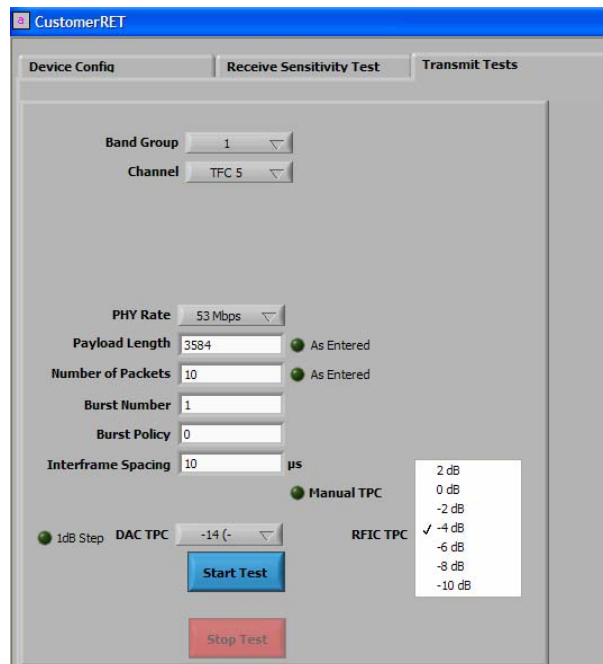 a CustomerRET
Device Config Receive Sensitivity Test Transmit Tests
Band Group 1
Channel TFC 5
PHY Rate 53 Mbps
Payload Length 3584 As Entered
Number of Packets 10 As Entered
Burst Number 1
Burst Policy 0
Interframe Spacing 10 µs
Manual TPC
1dB Step DAC TPC -14 (- RFIC TPC
2 dB
0 dB
-2 dB
✓ -4 dB
-6 dB
-8 dB
-10 dB
Start Test
Stop Test